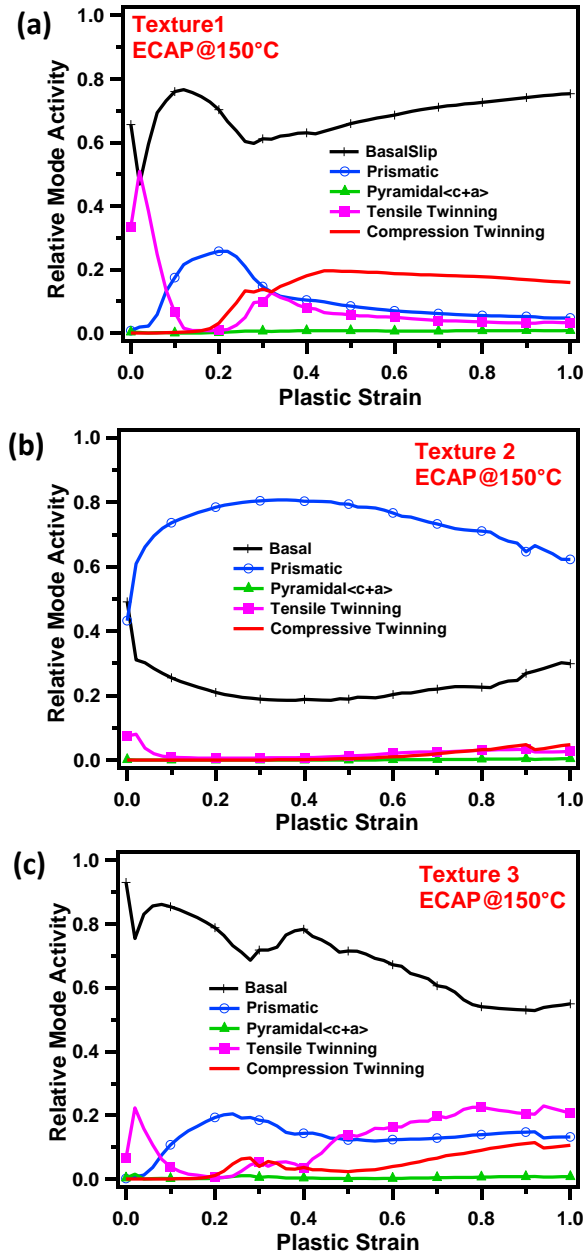 (a)
Texture1
ECAP@150°C
1.0
0.8
0.6
0.4
0.2
0.0
Relative Mode Activity
BasalSlip
Prismatic
Pyramidal<c+a>
Tensile Twinning
Compression Twinning
0.0 0.2 0.4 0.6 0.8 1.0
Plastic Strain
(b)
Texture 2
ECAP@150°C
1.0
0.8
0.6
0.4
0.2
0.0
Relative Mode Activity
Basal
Prismatic
Pyramidal<c+a>
Tensile Twinning
Compressive Twinning
0.0 0.2 0.4 0.6 0.8 1.0
Plastic Strain
(c)
Texture 3
ECAP@150°C
1.0
0.8
0.6
0.4
0.2
0.0
Relative Mode Activity
Basal
Prismatic
Pyramidal<c+a>
Tensile Twinning
Compression Twinning
0.0 0.2 0.4 0.6 0.8 1.0
Plastic Strain